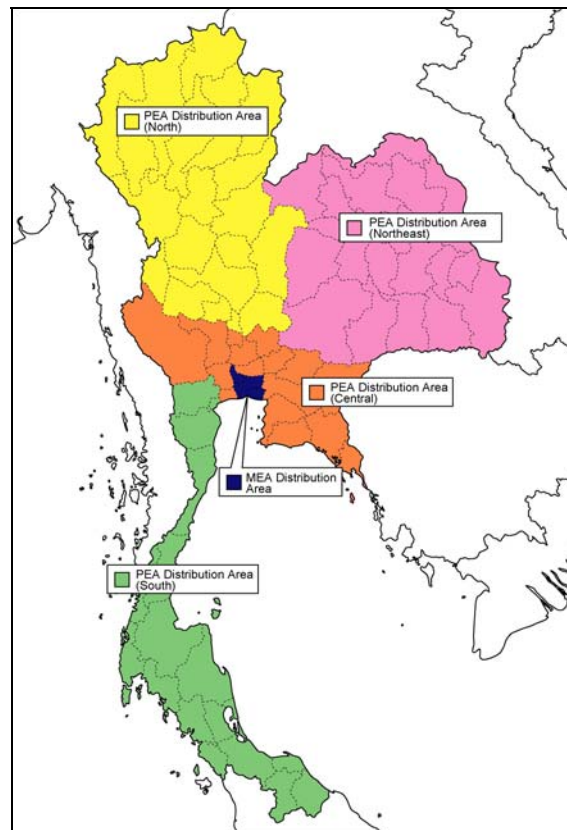 PEA Distribution Area
(North)
PEA Distribution Area
(Northeast)
PEA Distribution Area
(Central)
MEA Distribution
Area
PEA Distribution Area
(South)